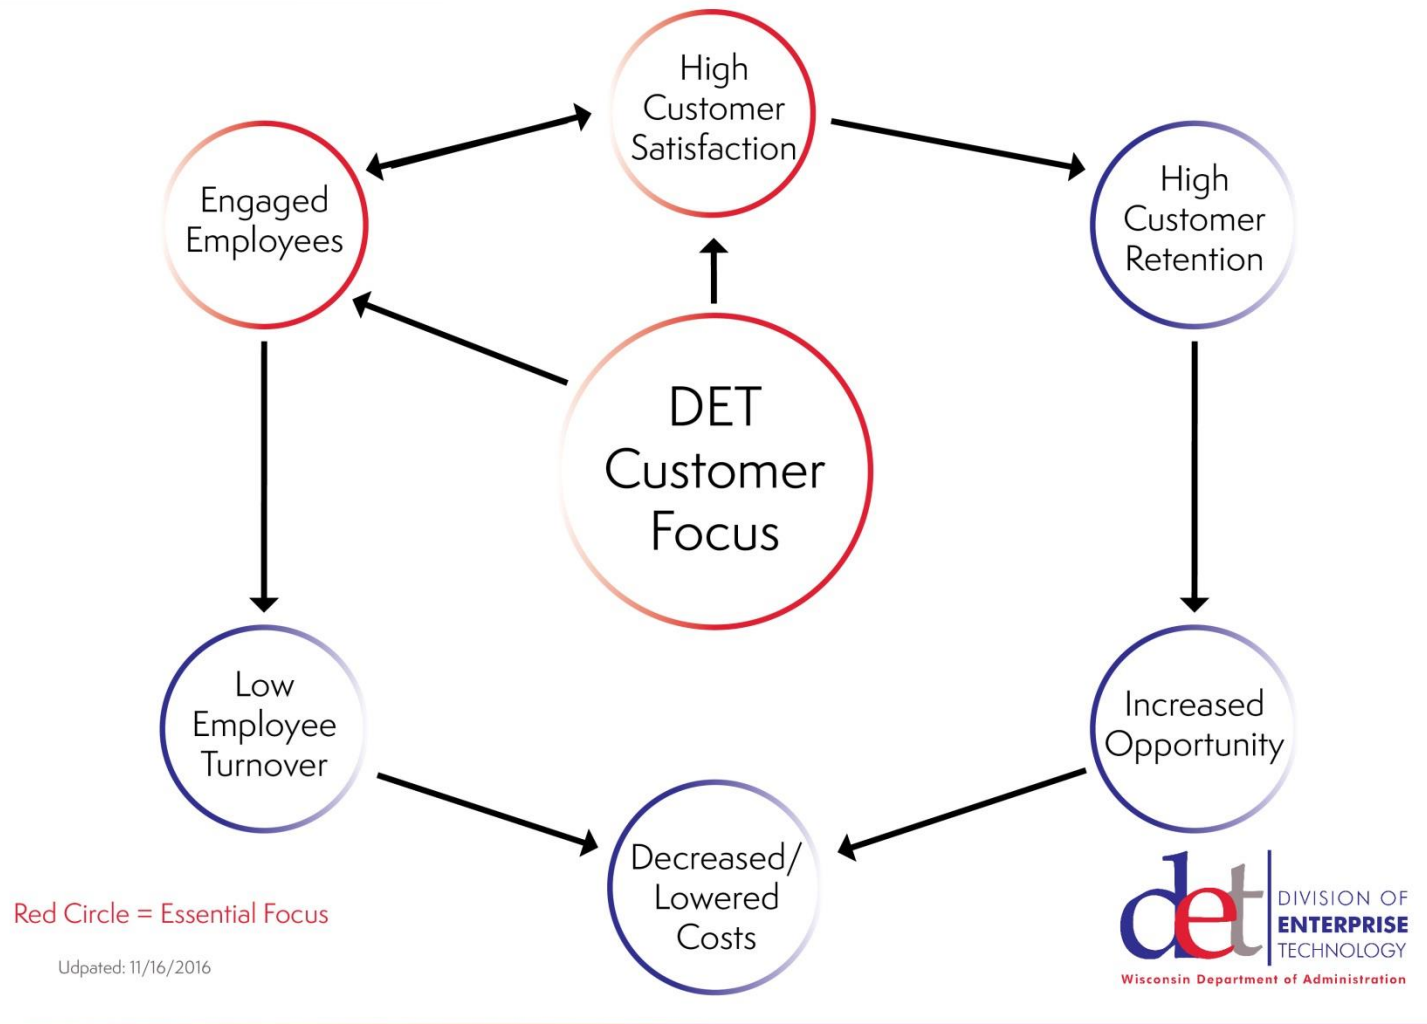 High
Customer
Satisfaction
Engaged
Employees
High
Customer
Retention
DET
Customer
Focus
Low
Employee
Turnover
Increased
Opportunity
Decreased/
Lowered
Costs
Red Circle = Essential Focus
Udpated: 11/16/2016
det
DIVISION OF
ENTERPRISE
TECHNOLOGY
Wisconsin Department of Administration